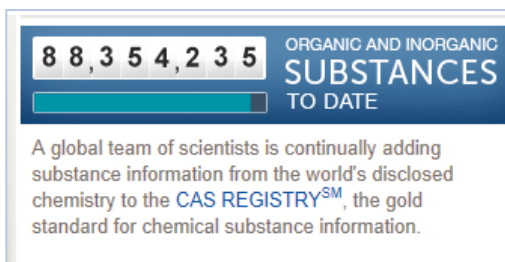 88,354,235
ORGANIC AND INORGANIC
SUBSTANCES
TO DATE
A global team of scientists is continually adding
substance information from the world's disclosed
chemistry to the CAS REGISTRY℠, the gold
standard for chemical substance information.